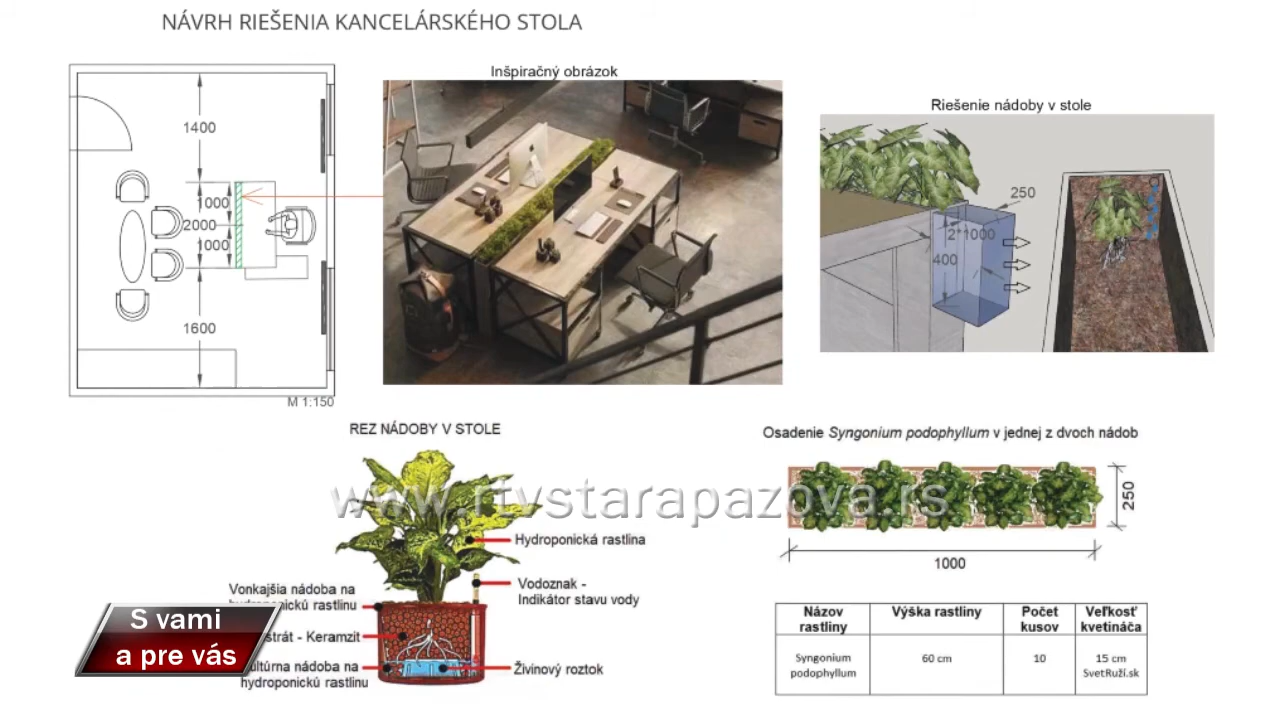 NÁVRH RIEŠENIA KANCELÁRSKÉHO STOLA
Inšpiračný obrázok
Riešenie nádoby v stole
1400
1000
2000
1000
1600
M 1:150
250
2*1000
400
REZ NÁDOBY V STOLE
Hydroponická rastlina
Vodoznak -
Indikátor stavu vody
Vonkajšia nádoba na
hydroponickú rastlinu
štrát - Keramzit
ultúrna nádoba na
hydroponickú rastlinu
Živinový roztok
Osadenie Syngonium podophyllum v jednej z dvoch nádob
250
1000
Názov rastliny Výška rastliny Počet kusov Veľkosť kvetináča
Syngonium podophyllum 60 cm 10 15 cm SvetRuží.sk
www.rtvstarapazova.rs
S vami
a pre vás